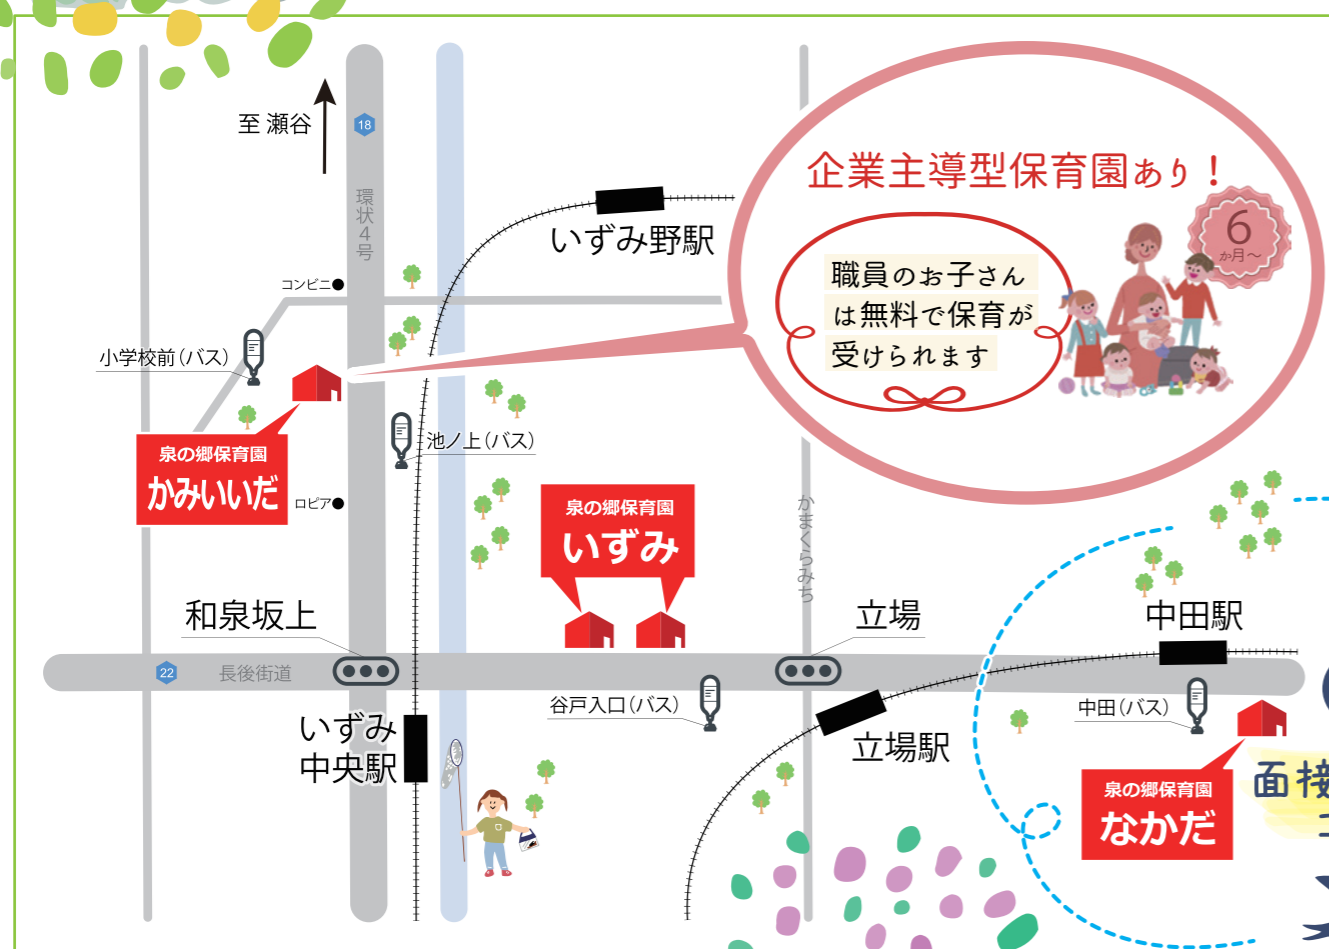 至 瀬谷
18
環状4号
企業主導型保育園あり！
6
か月〜
職員のお子さん
は無料で保育が
受けられます
いずみ野駅
コンビニ
小学校前(バス)
池ノ上(バス)
泉の郷保育園
かみいいだ
ロピア
泉の郷保育園
いずみ
かまくらみち
和泉坂上
立場
中田駅
22
長後街道
谷戸入口(バス)
中田(バス)
いずみ
中央駅
立場駅
泉の郷保育園
なかだ
面接